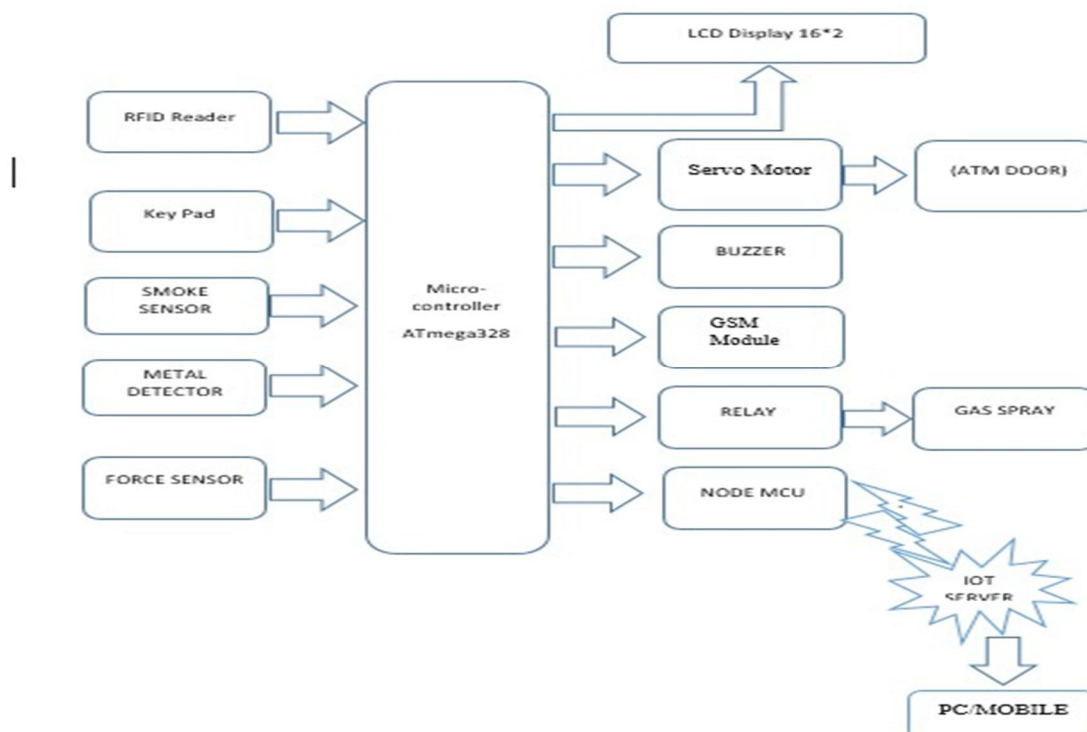 LCD Display 16*2
RFID Reader
Key Pad
SMOKE
SENSOR
METAL
DETECTOR
FORCE SENSOR
Micro-
controller
ATmega328
Servo Motor
(ATM DOOR)
BUZZER
GSM
Module
RELAY
GAS SPRAY
NODE MCU
IOT
SERVER
PC/MOBILE